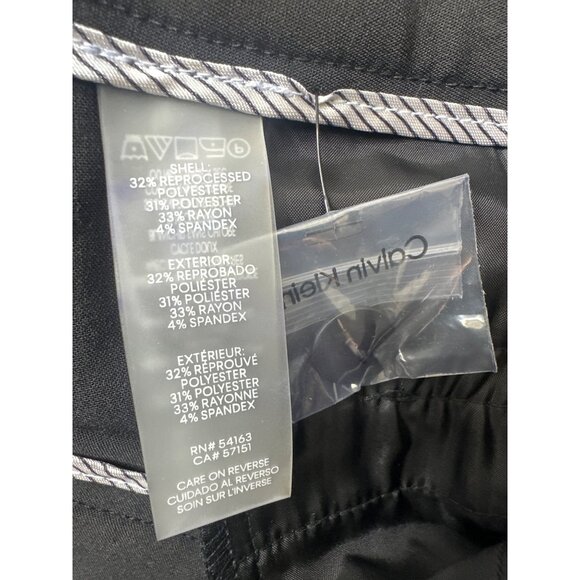 SHELL:
32% REPROCESSED
POLYESTER
31% POLYESTER
33% RAYON
4% SPANDEX
EXTERIOR:
32% REPROBADO
POLIÉSTER
31% POLIÉSTER
33% RAYON
4% SPANDEX
EXTÉRIEUR:
32% RÉPROUVÉ
POLYESTER
31% POLYESTER
33% RAYONNE
4% SPANDEX
RN# 54163
CA# 57151
CARE ON REVERSE
CUIDADO AL REVERSO
SOIN SUR L'INVERSE
Calvin Klein